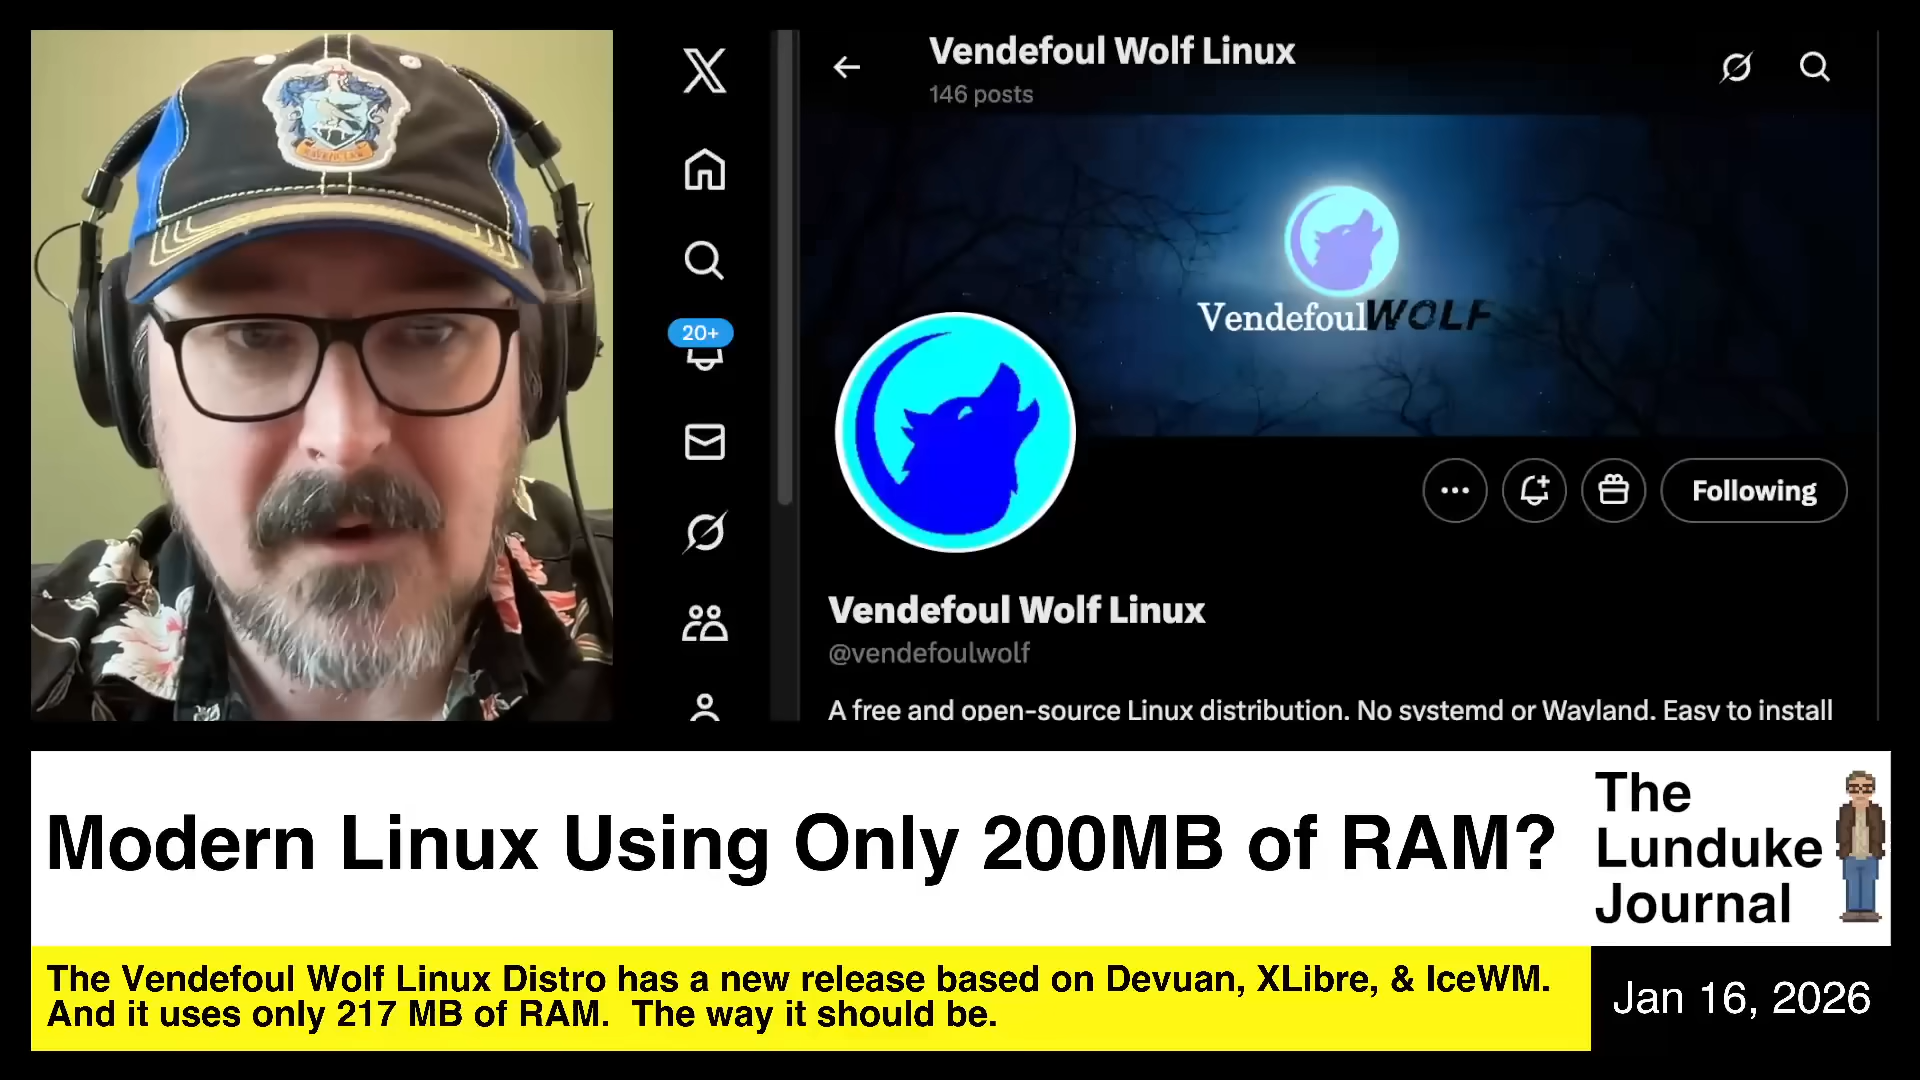 Vendefoul Wolf Linux
146 posts
VendefoulWOLF
20+
Following
Vendefoul Wolf Linux
@vendefoulwolf
A free and open-source Linux distribution. No systemd or Wayland. Easy to install
Modern Linux Using Only 200MB of RAM?
The
Lunduke
Journal
The Vendefoul Wolf Linux Distro has a new release based on Devuan, XLibre, & IceWM.
And it uses only 217 MB of RAM. The way it should be.
Jan 16, 2026